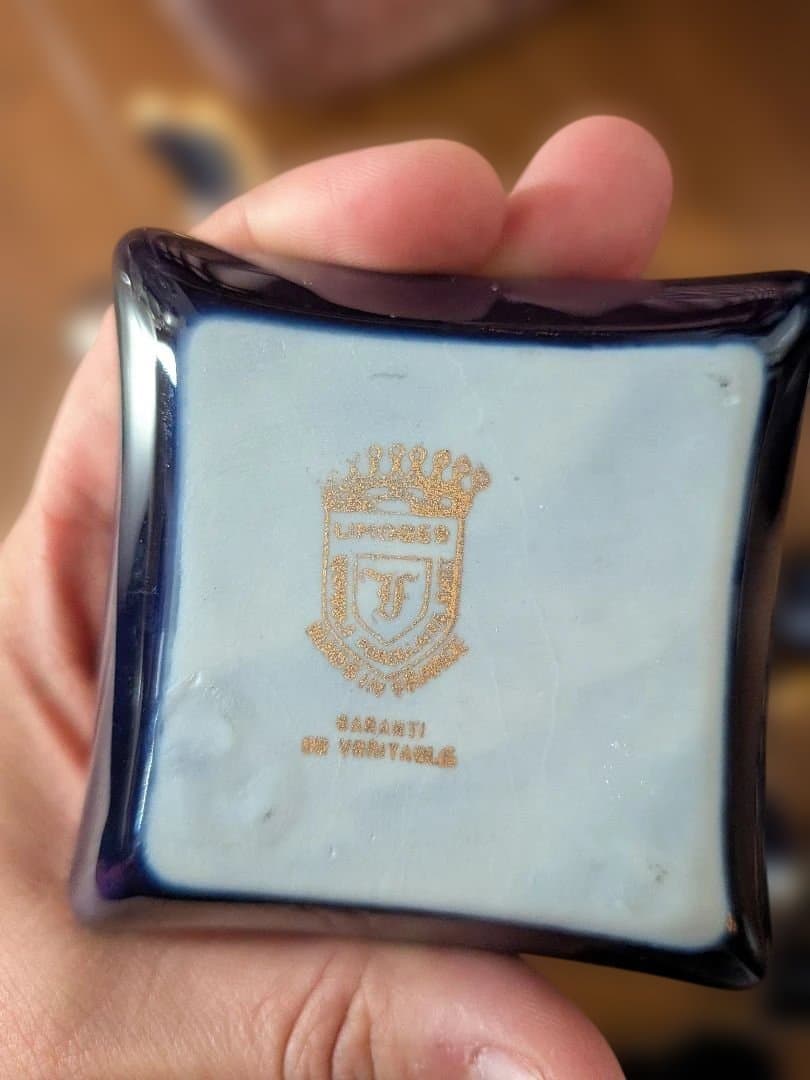 LIMOGES
F
MADE IN FRANCE
GARANTI
OR VERITABLE